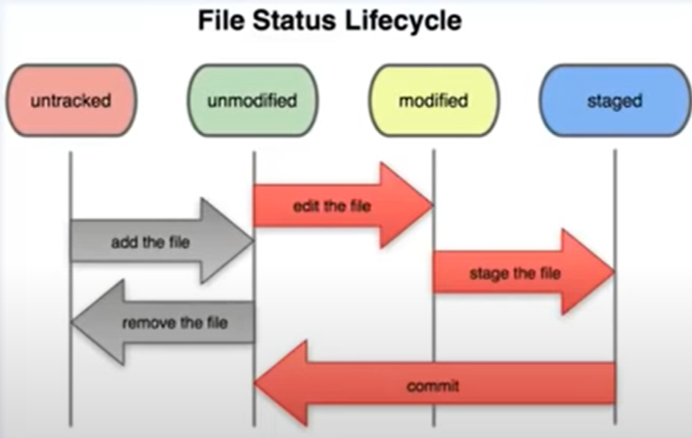 File Status Lifecycle
untracked
unmodified
modified
staged
edit the file
add the file
stage the file
remove the file
commit